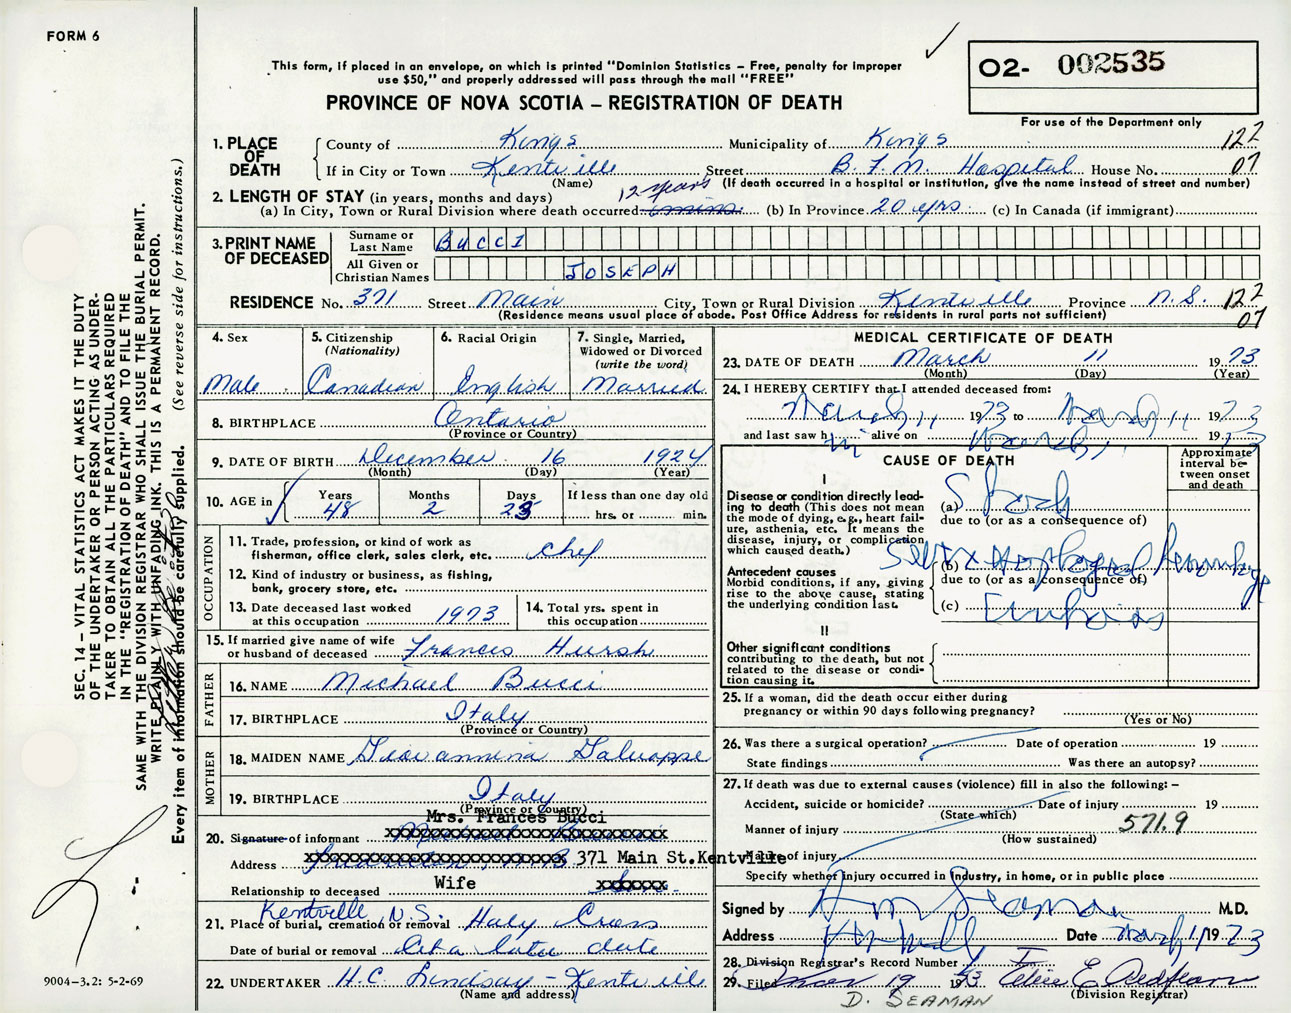 FORM 6
This form, if placed in an envelope, on which is printed "Dominion Statistics – Free, penalty for improper
use $50," and properly addressed will pass through the mail "FREE"
PROVINCE OF NOVA SCOTIA – REGISTRATION OF DEATH
O2- 002535
For use of the Department only
1. PLACE OF DEATH
County of Kings Municipality of Kings 122
If in City or Town Kentville Street B. F. M. Hospital House No. 07
(Name) (If death occurred in a hospital or institution, give the name instead of street and number)
2. LENGTH OF STAY (in years, months and days) 12 years
(a) In City, Town or Rural Division where death occurred (b) In Province 20 yrs. (c) In Canada (if immigrant)
3. PRINT NAME OF DECEASED
Surname or Last Name BUCCI
All Given or Christian Names JOSEPH
RESIDENCE No. 371 Street Main City, Town or Rural Division Kentville Province N.S. 122
(Residence means usual place of abode. Post Office Address for residents in rural parts not sufficient) 07
4. Sex
Male
5. Citizenship (Nationality)
Canadian
6. Racial Origin
English
7. Single, Married, Widowed or Divorced (write the word)
Married
8. BIRTHPLACE Ontario
(Province or Country)
9. DATE OF BIRTH December 16 1924
(Month) (Day) (Year)
10. AGE in Years Months Days If less than one day old
48 2 23 hrs. or min.
OCCUPATION
11. Trade, profession, or kind of work as fisherman, office clerk, sales clerk, etc. chef
12. Kind of industry or business, as fishing, bank, grocery store, etc.
13. Date deceased last worked at this occupation 1973
14. Total yrs. spent in this occupation
15. If married give name of wife or husband of deceased Frances Hursh
FATHER
16. NAME Michael Bucci
17. BIRTHPLACE Italy
(Province or Country)
MOTHER
18. MAIDEN NAME Giovannina
19. BIRTHPLACE Italy
(Province or Country)
Mrs. Frances Bucci
20. Signature of informant xxxxxxxxxxxxxxxxxxxxxxxxxxxxxxxx
Address xxxxxxxxxxxxxxxxxxxxxxxxxxxxx 371 Main St.Kentville
Relationship to deceased Wife xxxxxxxx
Kentville, N.S.
21. Place of burial, cremation or removal Holy Cross
Date of burial or removal At a later date
22. UNDERTAKER H.C. Lindsay - Kentville
(Name and address)
MEDICAL CERTIFICATE OF DEATH
23. DATE OF DEATH March 11 1973
(Month) (Day) (Year)
24. I HEREBY CERTIFY that I attended deceased from:
March 11 1973 to March 11 1973
and last saw him alive on March 11 1973
CAUSE OF DEATH
Approximate interval between onset and death
I
Disease or condition directly leading to death (This does not mean the mode of dying, e.g., heart failure, asthenia, etc. It means the disease, injury, or complication which caused death.)
(a) Shock
due to (or as a consequence of)
Antecedent causes
Morbid conditions, if any, giving rise to the above cause, stating the underlying condition last.
(b) Esophageal Hemorrhage
due to (or as a consequence of)
(c) Cirrhosis
II
Other significant conditions contributing to the death, but not related to the disease or condition causing it.
25. If a woman, did the death occur either during pregnancy or within 90 days following pregnancy?
(Yes or No)
26. Was there a surgical operation? Date of operation 19
State findings Was there an autopsy?
27. If death was due to external causes (violence) fill in also the following: –
Accident, suicide or homicide? Date of injury 19
(State which)
Manner of injury 571.9
(How sustained)
Nature of injury
Specify whether injury occurred in industry, in home, or in public place
Signed by Seaman M.D.
Address Kentville Date March 11 1973
28. Division Registrar's Record Number
29. Filed 19 1973
(Division Registrar)
D. SEAMAN
SEC. 14 – VITAL STATISTICS ACT MAKES IT THE DUTY
OF THE UNDERTAKER OR PERSON ACTING AS UNDER-
TAKER TO OBTAIN ALL THE PARTICULARS REQUIRED
IN THE "REGISTRATION OF DEATH" AND TO FILE THE
SAME WITH THE DIVISION REGISTRAR WHO SHALL ISSUE THE BURIAL PERMIT.
WRITE PLAINLY WITH UNFADING INK. THIS IS A PERMANENT RECORD.
Every item of information should be carefully supplied. (See reverse side for instructions.)
9004-3.2: 5-2-69